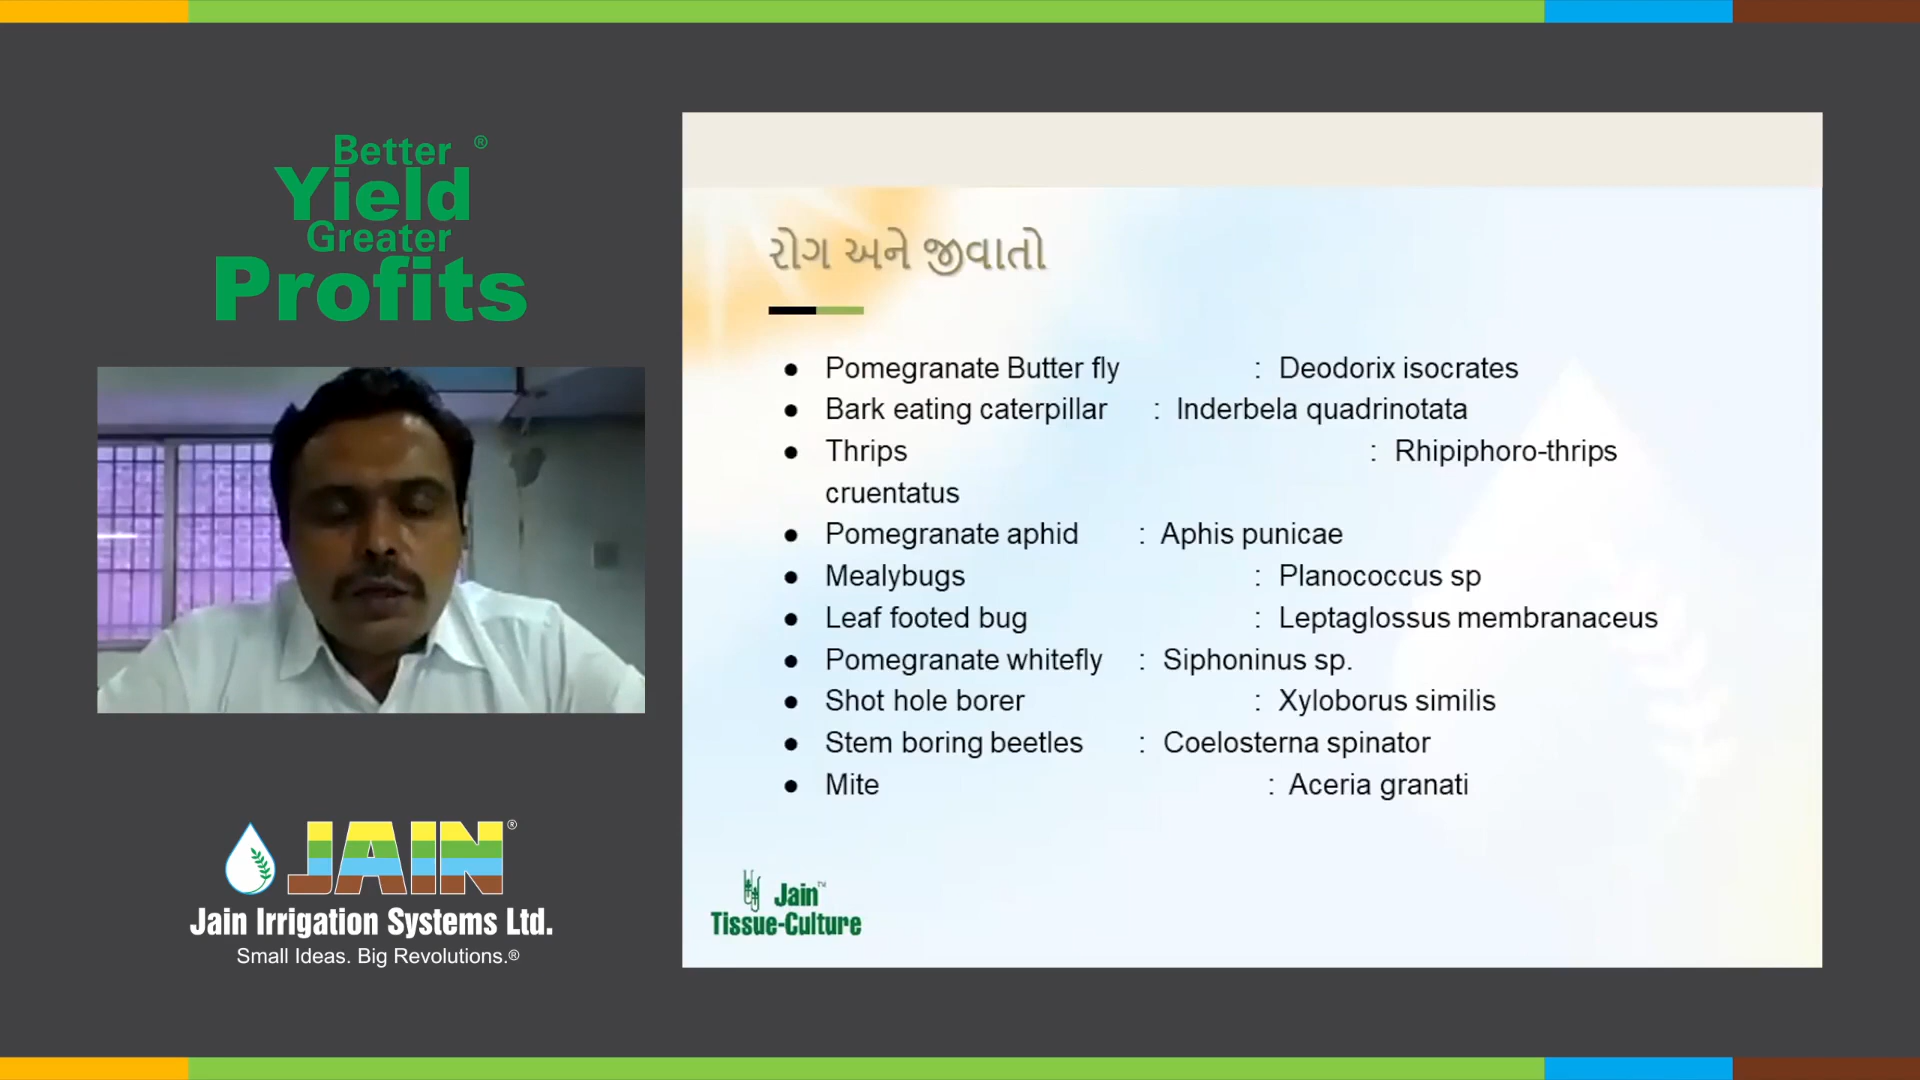 Better ®
Yield
Greater
Profits
JAIN®
Jain Irrigation Systems Ltd.
Small Ideas. Big Revolutions.®
રોગ અને જીવાતો
● Pomegranate Butter fly : Deodorix isocrates
● Bark eating caterpillar : Inderbela quadrinotata
● Thrips : Rhipiphoro-thrips
cruentatus
● Pomegranate aphid : Aphis punicae
● Mealybugs : Planococcus sp
● Leaf footed bug : Leptaglossus membranaceus
● Pomegranate whitefly : Siphoninus sp.
● Shot hole borer : Xyloborus similis
● Stem boring beetles : Coelosterna spinator
● Mite : Aceria granati
Jain™
Tissue-Culture